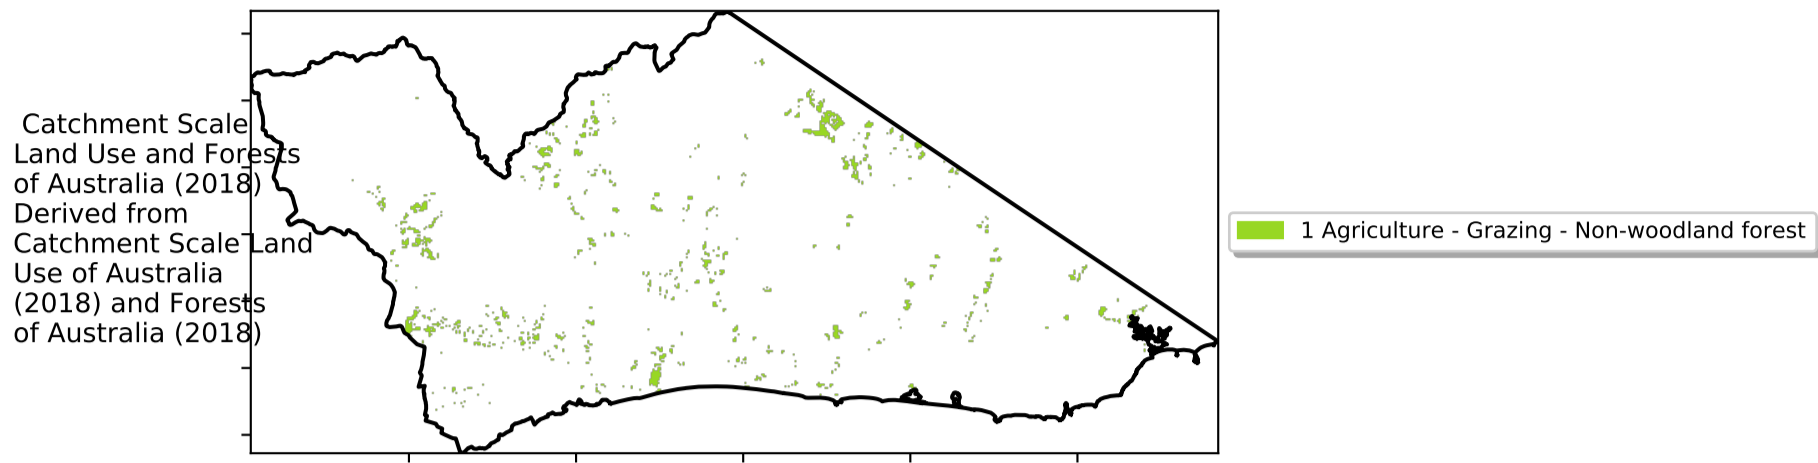 Catchment Scale
Land Use and Forests
of Australia (2018)
Derived from
Catchment Scale Land
Use of Australia
(2018) and Forests
of Australia (2018)
1 Agriculture - Grazing - Non-woodland forest